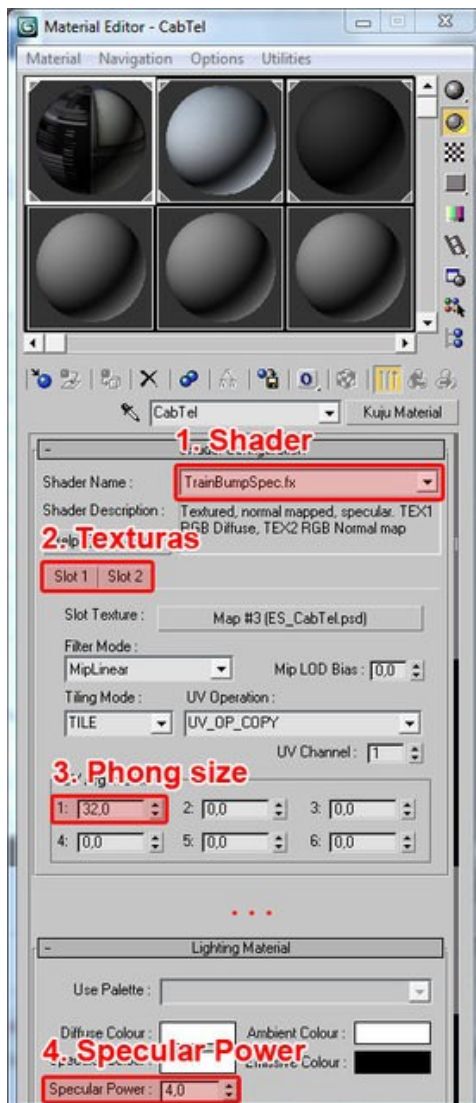 Material Editor - CabTel
Material Navigation Options Utilities
CabTel Kuju Material
1. Shader
Shader Name : TrainBumpSpec.fx
Shader Description : Textured, normal mapped, specular. TEX1
RGB Diffuse, TEX2 RGB Normal map
2. Texturas
Slot 1 Slot 2
Slot Texture : Map #3 (ES_CabTel.psd)
Filter Mode :
MipLinear Mip LOD Bias : 0,0
Tiling Mode : UV Operation :
TILE UV_OP_COPY
UV Channel : 1
3. Phong size
1: 32,0 2: 0,0 3: 0,0
4: 0,0 5: 0,0 6: 0,0
. . .
Lighting Material
Use Palette :
Diffuse Colour : Ambient Colour :
4. Specular Power
Specular Power : 4,0